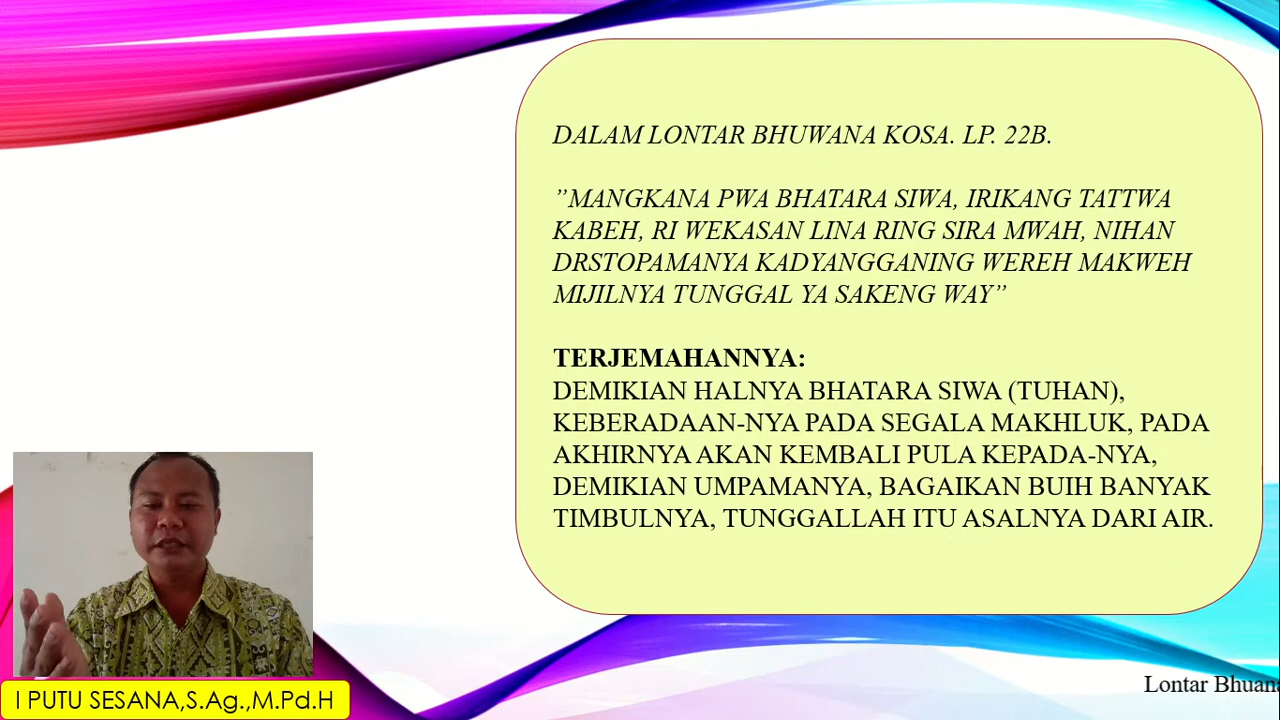 DALAM LONTAR BHUWANA KOSA. LP. 22B.
”MANGKANA PWA BHATARA SIWA, IRIKANG TATTWA
KABEH, RI WEKASAN LINA RING SIRA MWAH, NIHAN
DRSTOPAMANYA KADYANGGANING WEREH MAKWEH
MIJILNYA TUNGGAL YA SAKENG WAY”
TERJEMAHANNYA:
DEMIKIAN HALNYA BHATARA SIWA (TUHAN),
KEBERADAAN-NYA PADA SEGALA MAKHLUK, PADA
AKHIRNYA AKAN KEMBALI PULA KEPADA-NYA,
DEMIKIAN UMPAMANYA, BAGAIKAN BUIH BANYAK
TIMBULNYA, TUNGGALLAH ITU ASALNYA DARI AIR.
I PUTU SESANA,S.Ag.,M.Pd.H
Lontar Bhuana